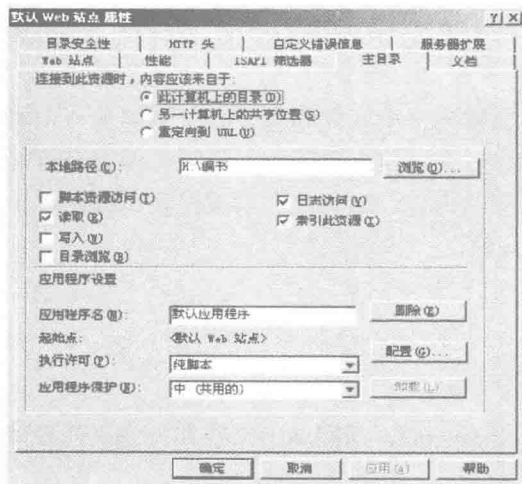 默认 Web 站点 属性
目录安全性 HTTP 头 自定义错误信息 服务器扩展
Web 站点 性能 ISAPI 筛选器 主目录 文档
连接到此资源时，内容应该来自于:
此计算机上的目录(D)
另一计算机上的共享位置(S)
重定向到 URL(U)
本地路径(C): H:\编书 浏览(O)...
脚本资源访问(T) 日志访问(V)
读取(R) 索引此资源(I)
写入(W)
目录浏览(B)
应用程序设置
应用程序名(M): 默认应用程序 删除(E)
起始点: <默认 Web 站点>
执行许可(P): 纯脚本 配置(G)...
应用程序保护(N): 中 (共用的) 卸载(L)
确定 取消 应用(A) 帮助